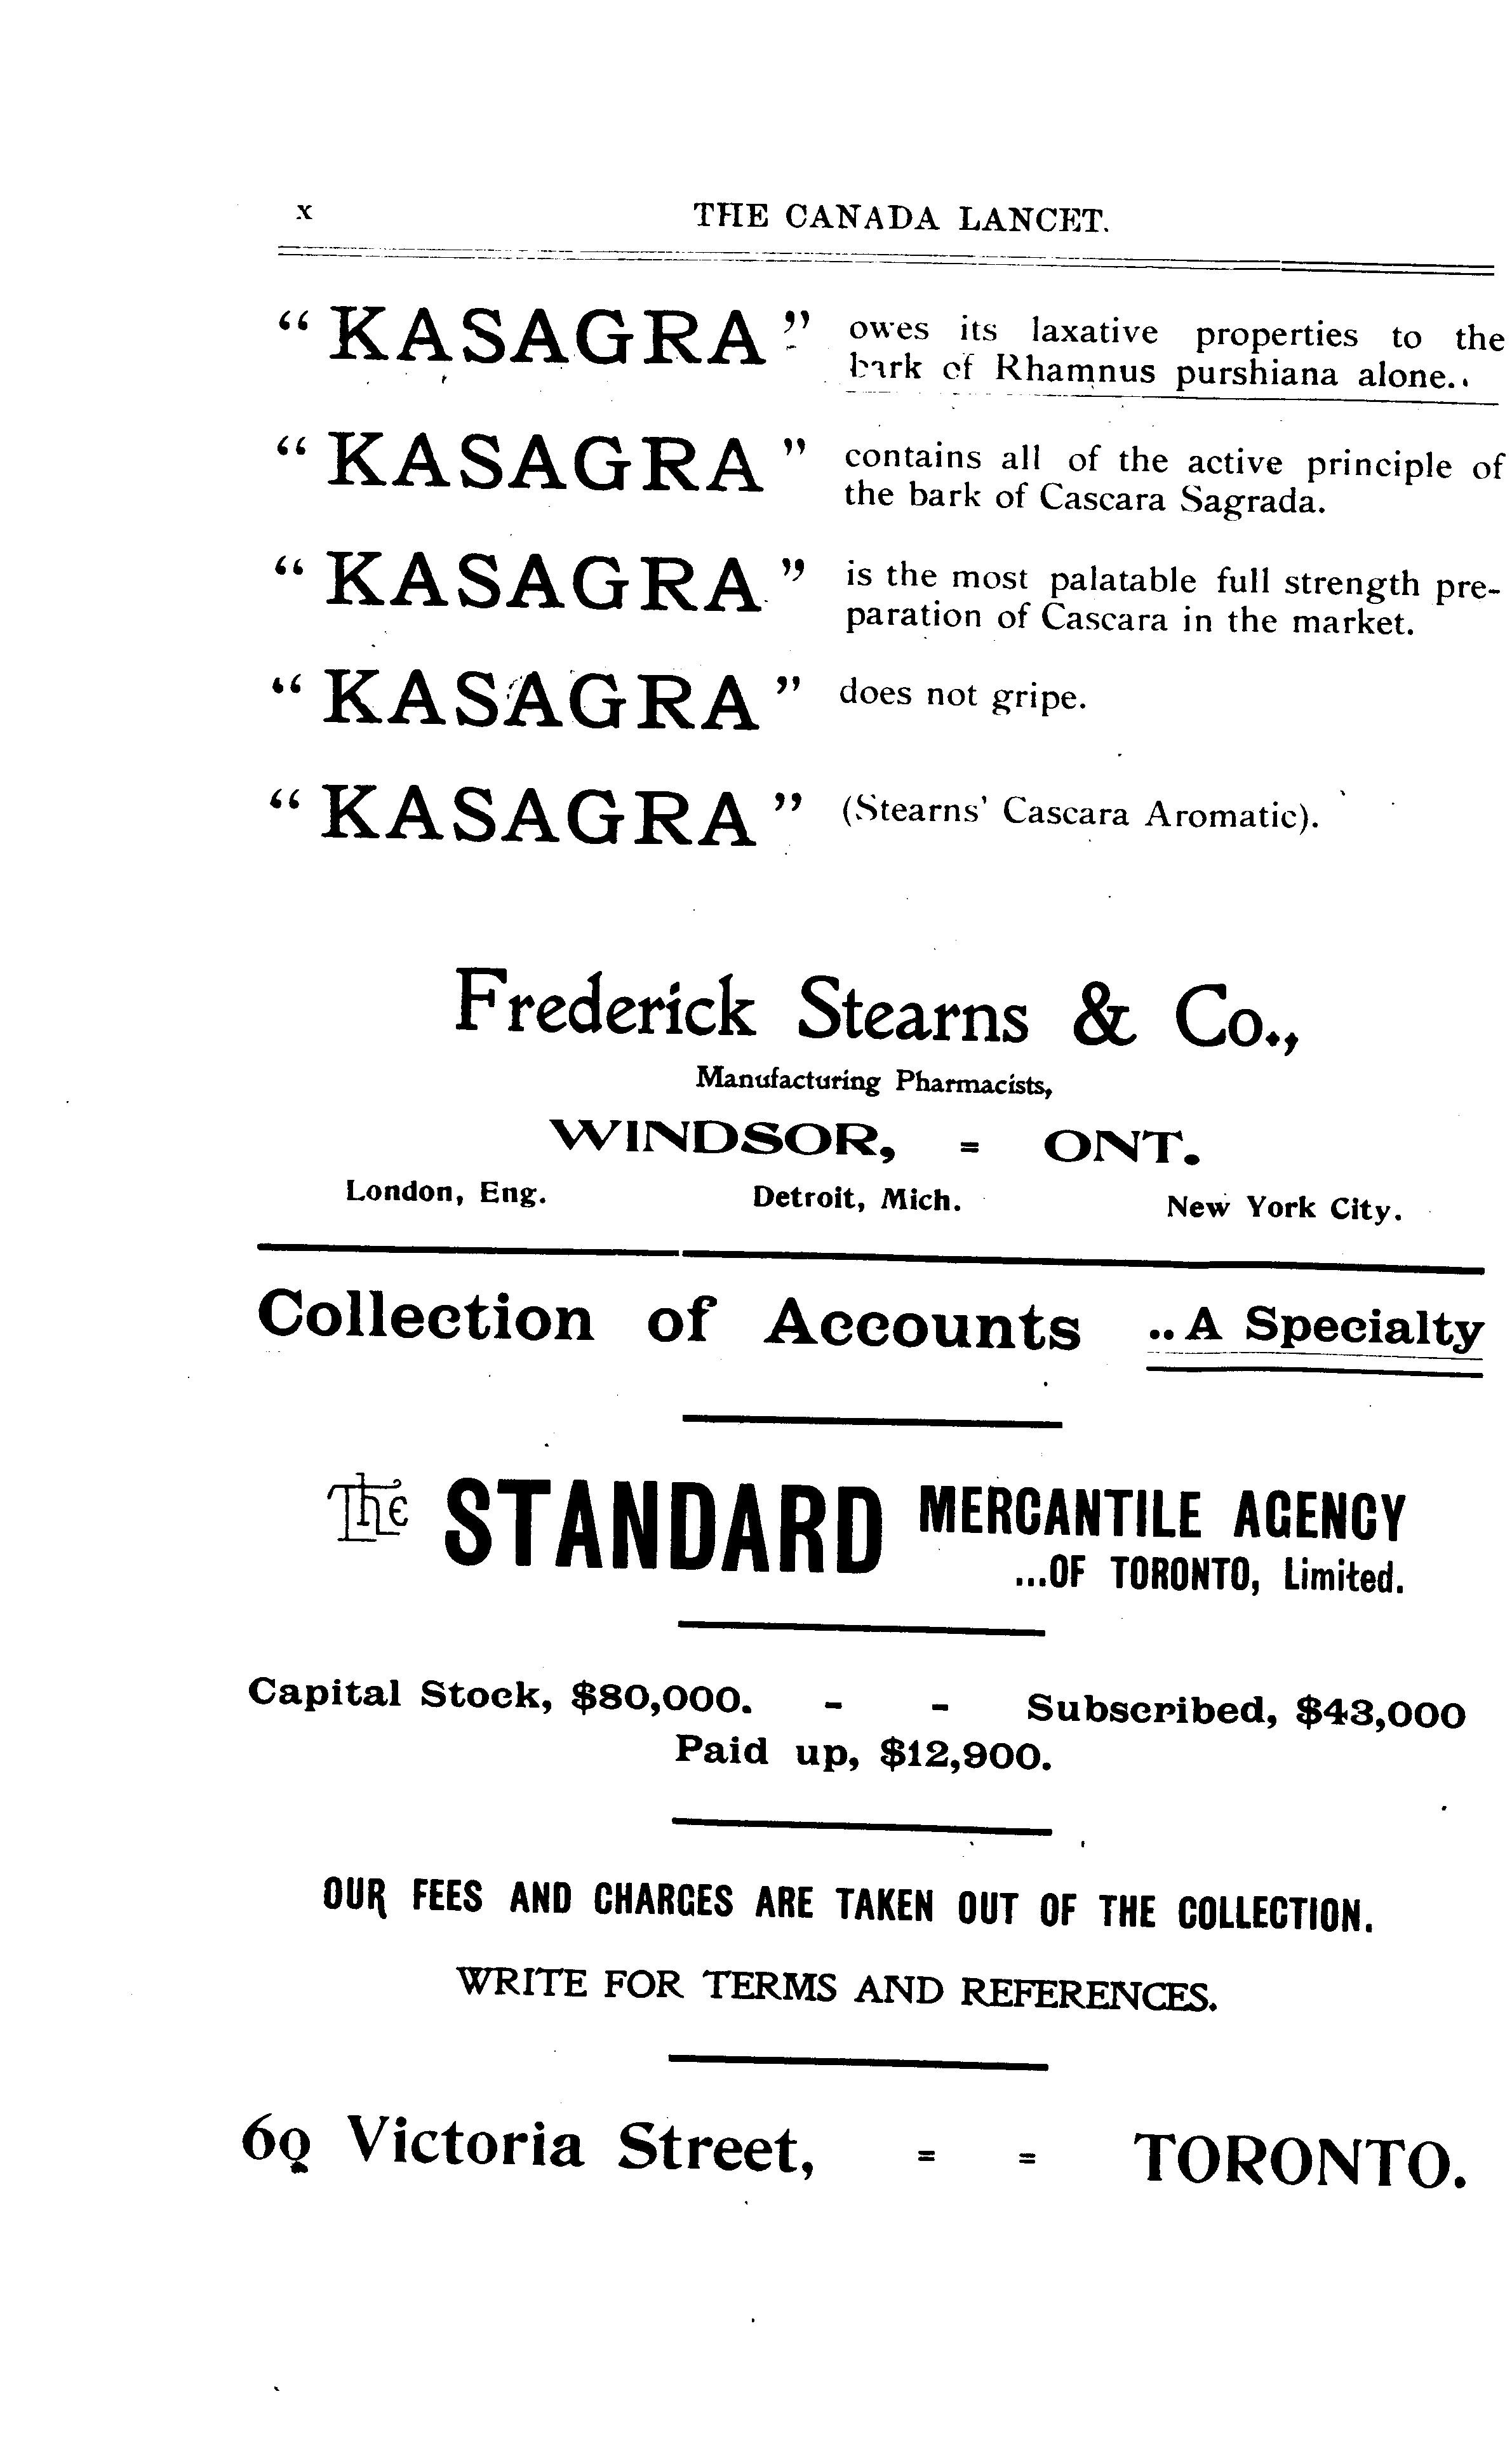 x THE CANADA LANCET.
“KASAGRA” owes its laxative properties to the
bark of Rhamnus purshiana alone..
“KASAGRA” contains all of the active principle of
the bark of Cascara Sagrada.
“KASAGRA” is the most palatable full strength pre-
paration of Cascara in the market.
“KASAGRA” does not gripe.
“KASAGRA” (Stearns' Cascara Aromatic).
Frederick Stearns & Co.,
Manufacturing Pharmacists,
WINDSOR, = ONT.
London, Eng. Detroit, Mich. New York City.
Collection of Accounts ..A Specialty
The STANDARD MERCANTILE AGENCY
...OF TORONTO, Limited.
Capital Stock, $80,000. - - Subscribed, $43,000
Paid up, $12,900.
OUR FEES AND CHARGES ARE TAKEN OUT OF THE COLLECTION.
WRITE FOR TERMS AND REFERENCES.
69 Victoria Street, = = TORONTO.